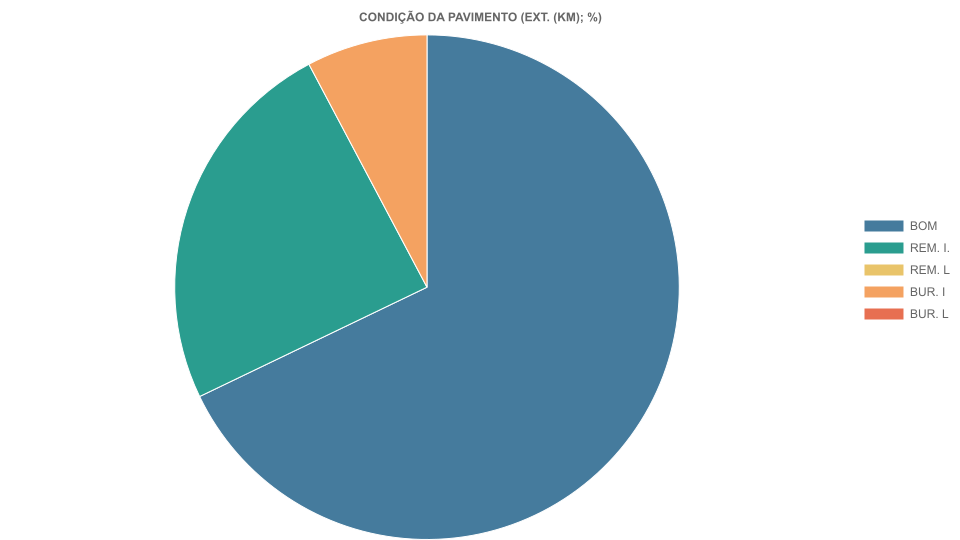 CONDIÇÃO DA PAVIMENTO (EXT. (KM); %)
BOM
REM. I.
REM. L
BUR. I
BUR. L